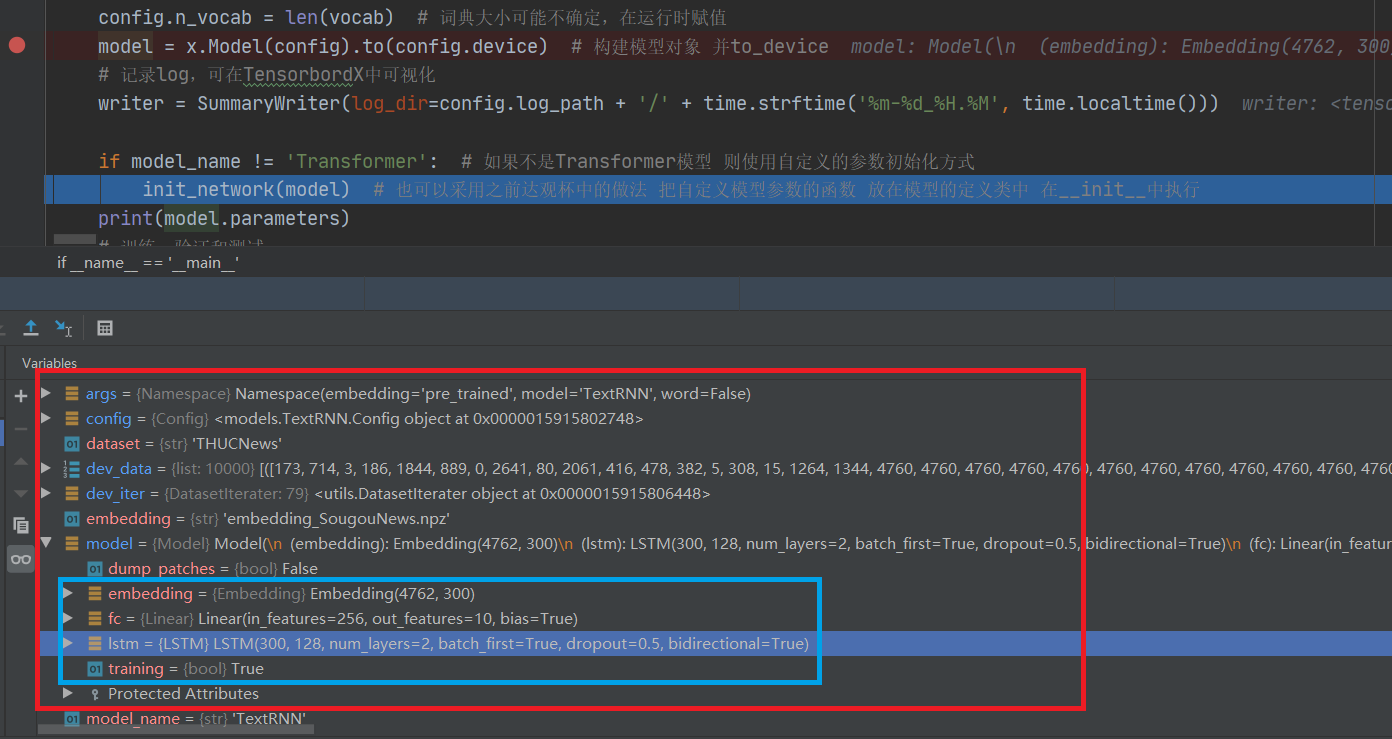 config.n_vocab = len(vocab)  # 词典大小可能不确定，在运行时赋值
model = x.Model(config).to(config.device)  # 构建模型对象 并to_device  model: Model(\n  (embedding): Embedding(4762, 300)
# 记录log，可在TensorbordX中可视化
writer = SummaryWriter(log_dir=config.log_path + '/' + time.strftime('%m-%d_%H.%M', time.localtime()))  writer: <tens
if model_name != 'Transformer':  # 如果不是Transformer模型 则使用自定义的参数初始化方式
init_network(model)  # 也可以采用之前达观杯中的做法 把自定义模型参数的函数 放在模型的定义类中 在__init__中执行
print(model.parameters)
# 训练、验证和测试
if __name__ == '__main__'
Variables
args = {Namespace} Namespace(embedding='pre_trained', model='TextRNN', word=False)
config = {Config} <models.TextRNN.Config object at 0x0000015915802748>
01 dataset = {str} 'THUCNews'
dev_data = {list: 10000} [([173, 714, 3, 186, 1844, 889, 0, 2641, 80, 2061, 416, 478, 382, 5, 308, 15, 1264, 1344, 4760, 4760, 4760, 4760, 4760, 4760, 4760, 4760, 4760, 4760, 4760, 4760
dev_iter = {DatasetIterater: 79} <utils.DatasetIterater object at 0x0000015915806448>
01 embedding = {str} 'embedding_SougouNews.npz'
model = {Model} Model(\n  (embedding): Embedding(4762, 300)\n  (lstm): LSTM(300, 128, num_layers=2, batch_first=True, dropout=0.5, bidirectional=True)\n  (fc): Linear(in_featur
01 dump_patches = {bool} False
embedding = {Embedding} Embedding(4762, 300)
fc = {Linear} Linear(in_features=256, out_features=10, bias=True)
lstm = {LSTM} LSTM(300, 128, num_layers=2, batch_first=True, dropout=0.5, bidirectional=True)
01 training = {bool} True
Protected Attributes
01 model_name = {str} 'TextRNN'